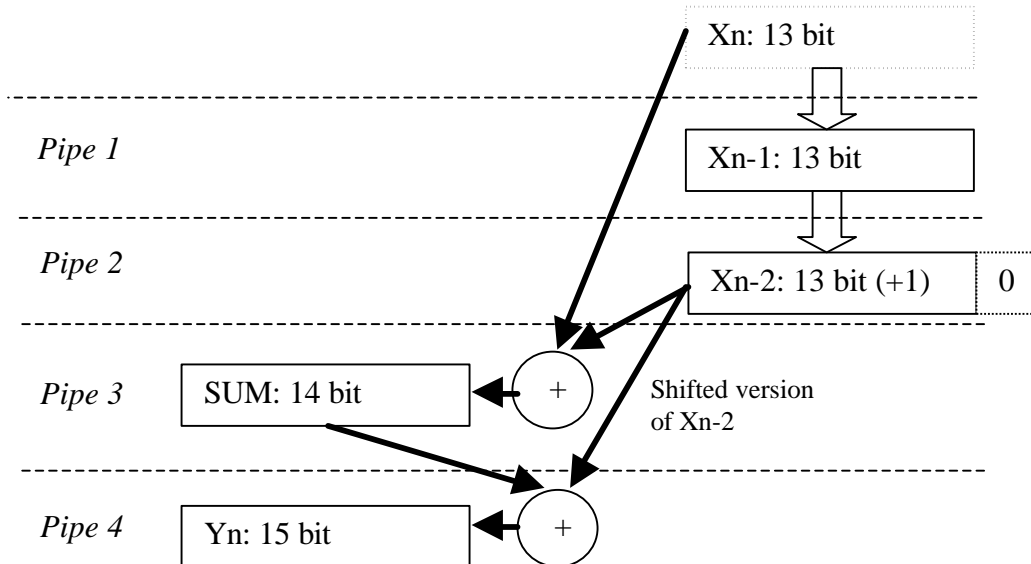 Xn: 13 bit
Pipe 1
Xn-1: 13 bit
Pipe 2
Xn-2: 13 bit (+1)
0
Pipe 3
SUM: 14 bit
+
Shifted version
of Xn-2
Pipe 4
Yn: 15 bit
+